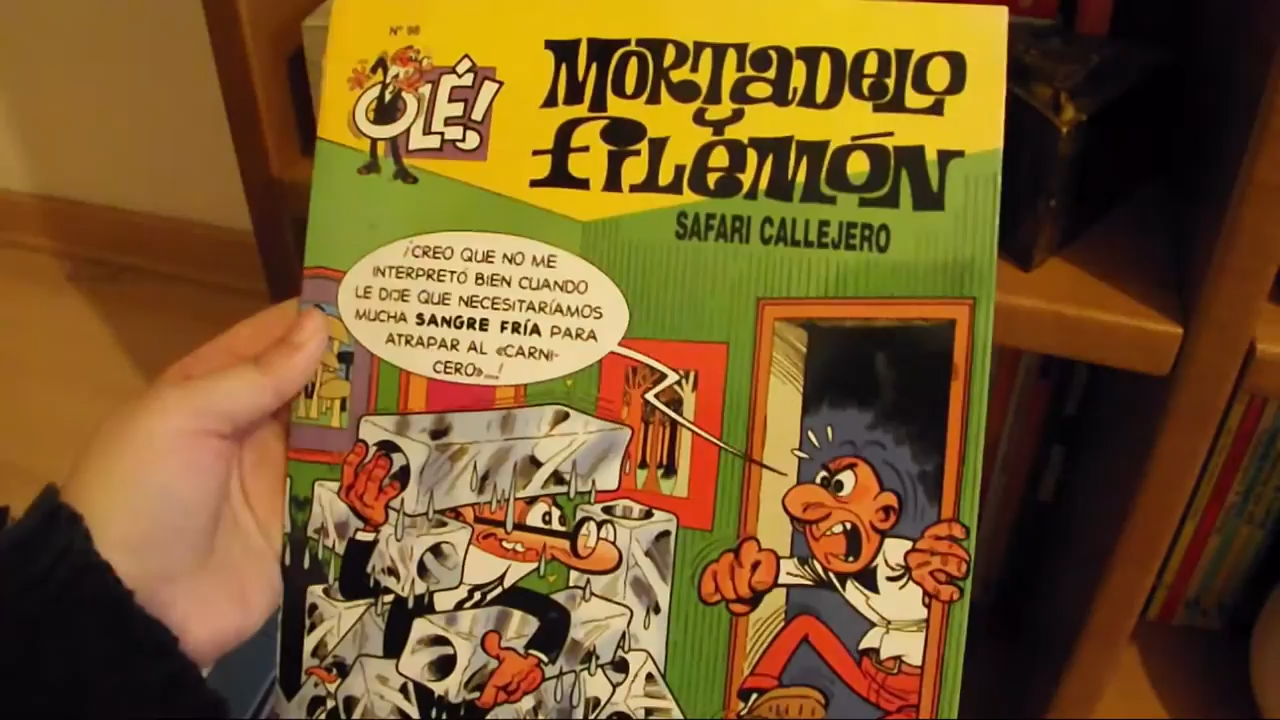 Nº 98
OLÉ!
MORTADELO
Y
FILEMÓN
SAFARI CALLEJERO
¡CREO QUE NO ME
INTERPRETÓ BIEN CUANDO
LE DIJE QUE NECESITARÍAMOS
MUCHA SANGRE FRÍA PARA
ATRAPAR AL «CARNI-
CERO»...!